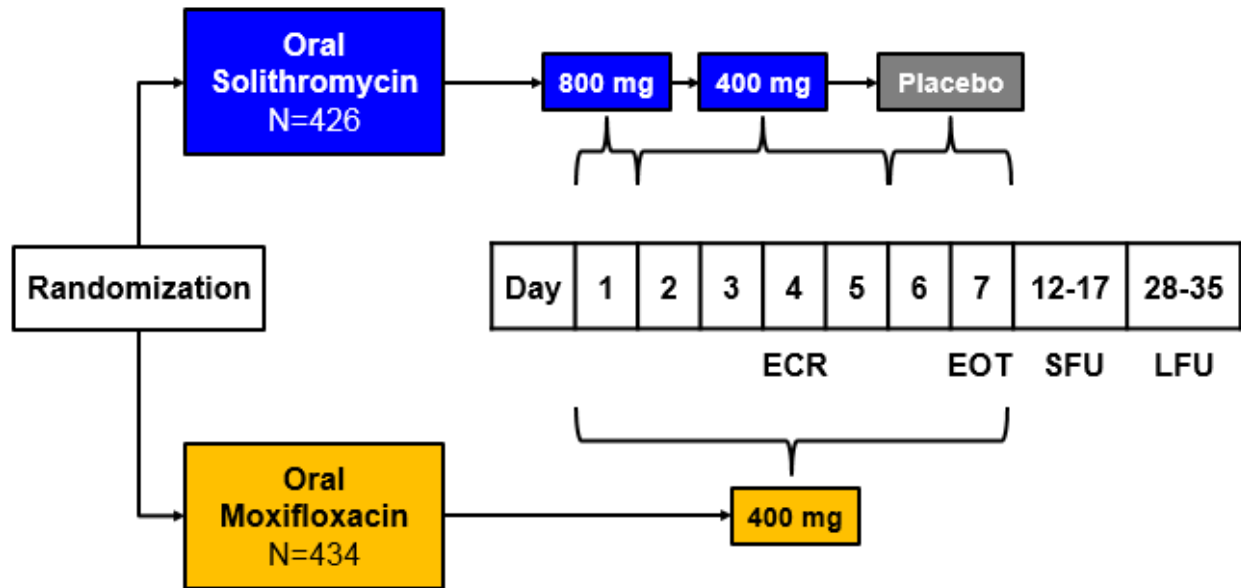 Oral
Solithromycin
N=426
800 mg
400 mg
Placebo
Randomization
Day 1 2 3 4 5 6 7 12-17 28-35
ECR EOT SFU LFU
Oral
Moxifloxacin
N=434
400 mg